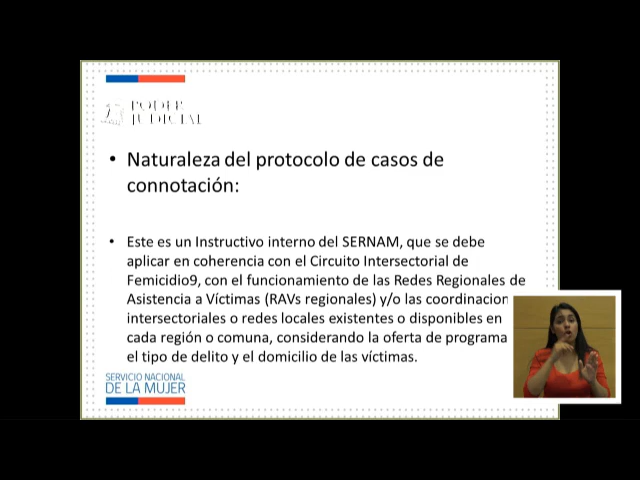 PODER
JUDICIAL
• Naturaleza del protocolo de casos de
connotación:
• Este es un Instructivo interno del SERNAM, que se debe
aplicar en coherencia con el Circuito Intersectorial de
Femicidio9, con el funcionamiento de las Redes Regionales de
Asistencia a Víctimas (RAVs regionales) y/o las coordinacion
intersectoriales o redes locales existentes o disponibles en
cada región o comuna, considerando la oferta de programa
el tipo de delito y el domicilio de las víctimas.
SERVICIO NACIONAL
DE LA MUJER